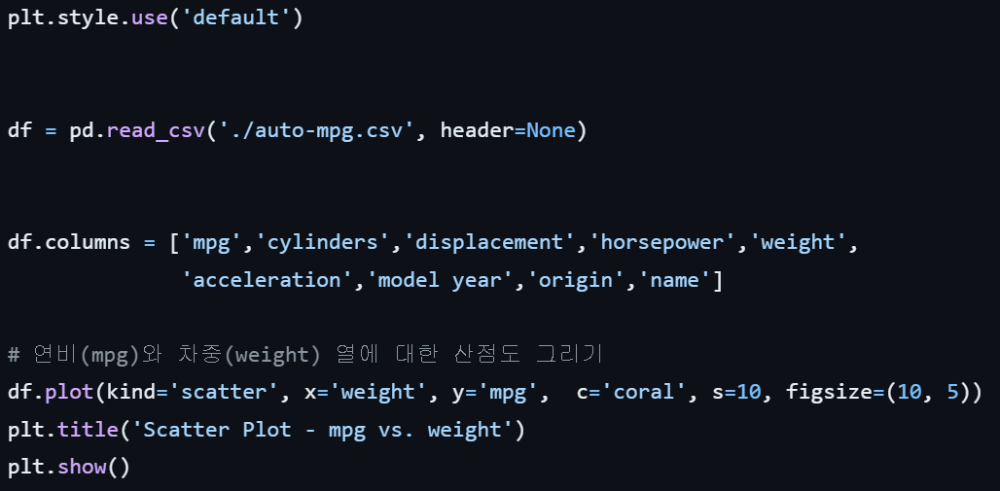 plt.style.use('default')
df = pd.read_csv('./auto-mpg.csv', header=None)
df.columns = ['mpg','cylinders','displacement','horsepower','weight',
'acceleration','model year','origin','name']
# 연비(mpg)와 차중(weight) 열에 대한 산점도 그리기
df.plot(kind='scatter', x='weight', y='mpg',  c='coral', s=10, figsize=(10, 5))
plt.title('Scatter Plot - mpg vs. weight')
plt.show()